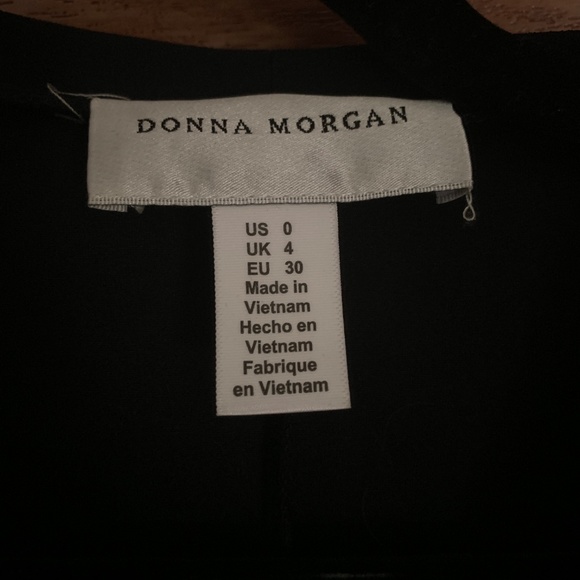 DONNA MORGAN
US 0
UK 4
EU 30
Made in
Vietnam
Hecho en
Vietnam
Fabrique
en Vietnam